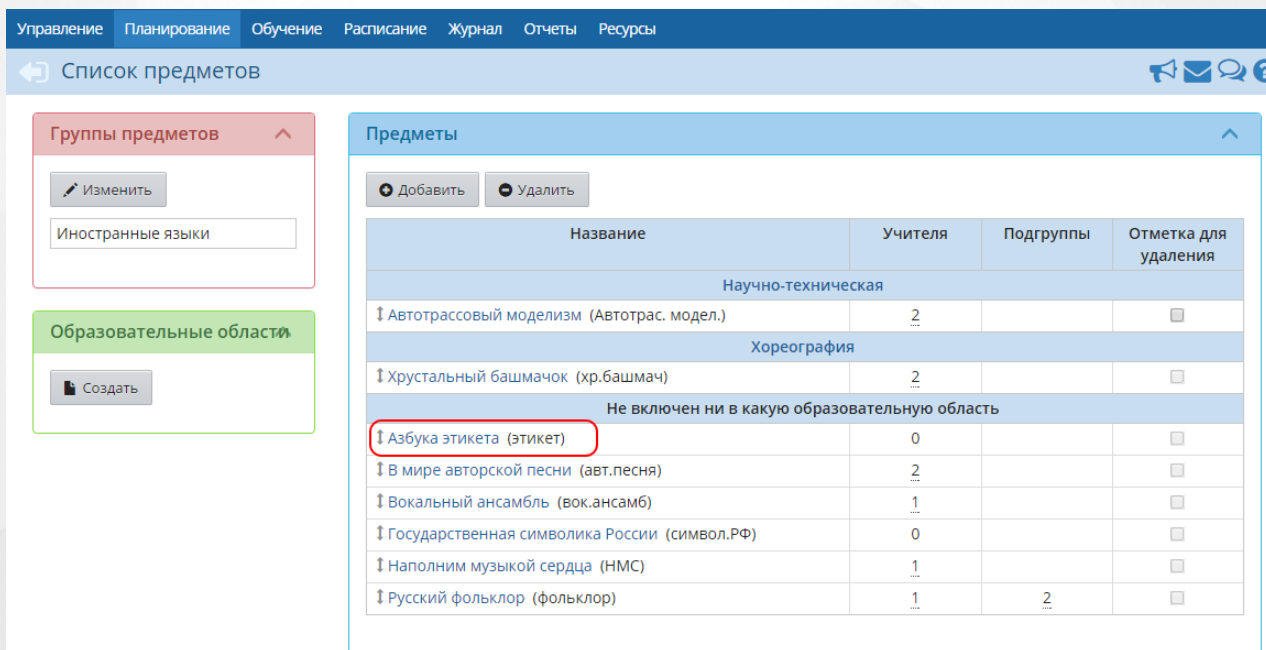 Управление Планирование Обучение Расписание Журнал Отчеты Ресурсы
Список предметов
Группы предметов
Изменить
Иностранные языки
Образовательные области
Создать
Предметы
Добавить Удалить
Название Учителя Подгруппы Отметка для
удаления
Научно-техническая
Автотрассовый моделизм (Автотрас. модел.) 2
Хореография
Хрустальный башмачок (хр.башмач) 2
Не включен ни в какую образовательную область
Азбука этикета (этикет) 0
В мире авторской песни (авт.песня) 2
Вокальный ансамбль (вок.ансамб) 1
Государственная символика России (символ.РФ) 0
Наполним музыкой сердца (НМС) 1
Русский фольклор (фольклор) 1 2